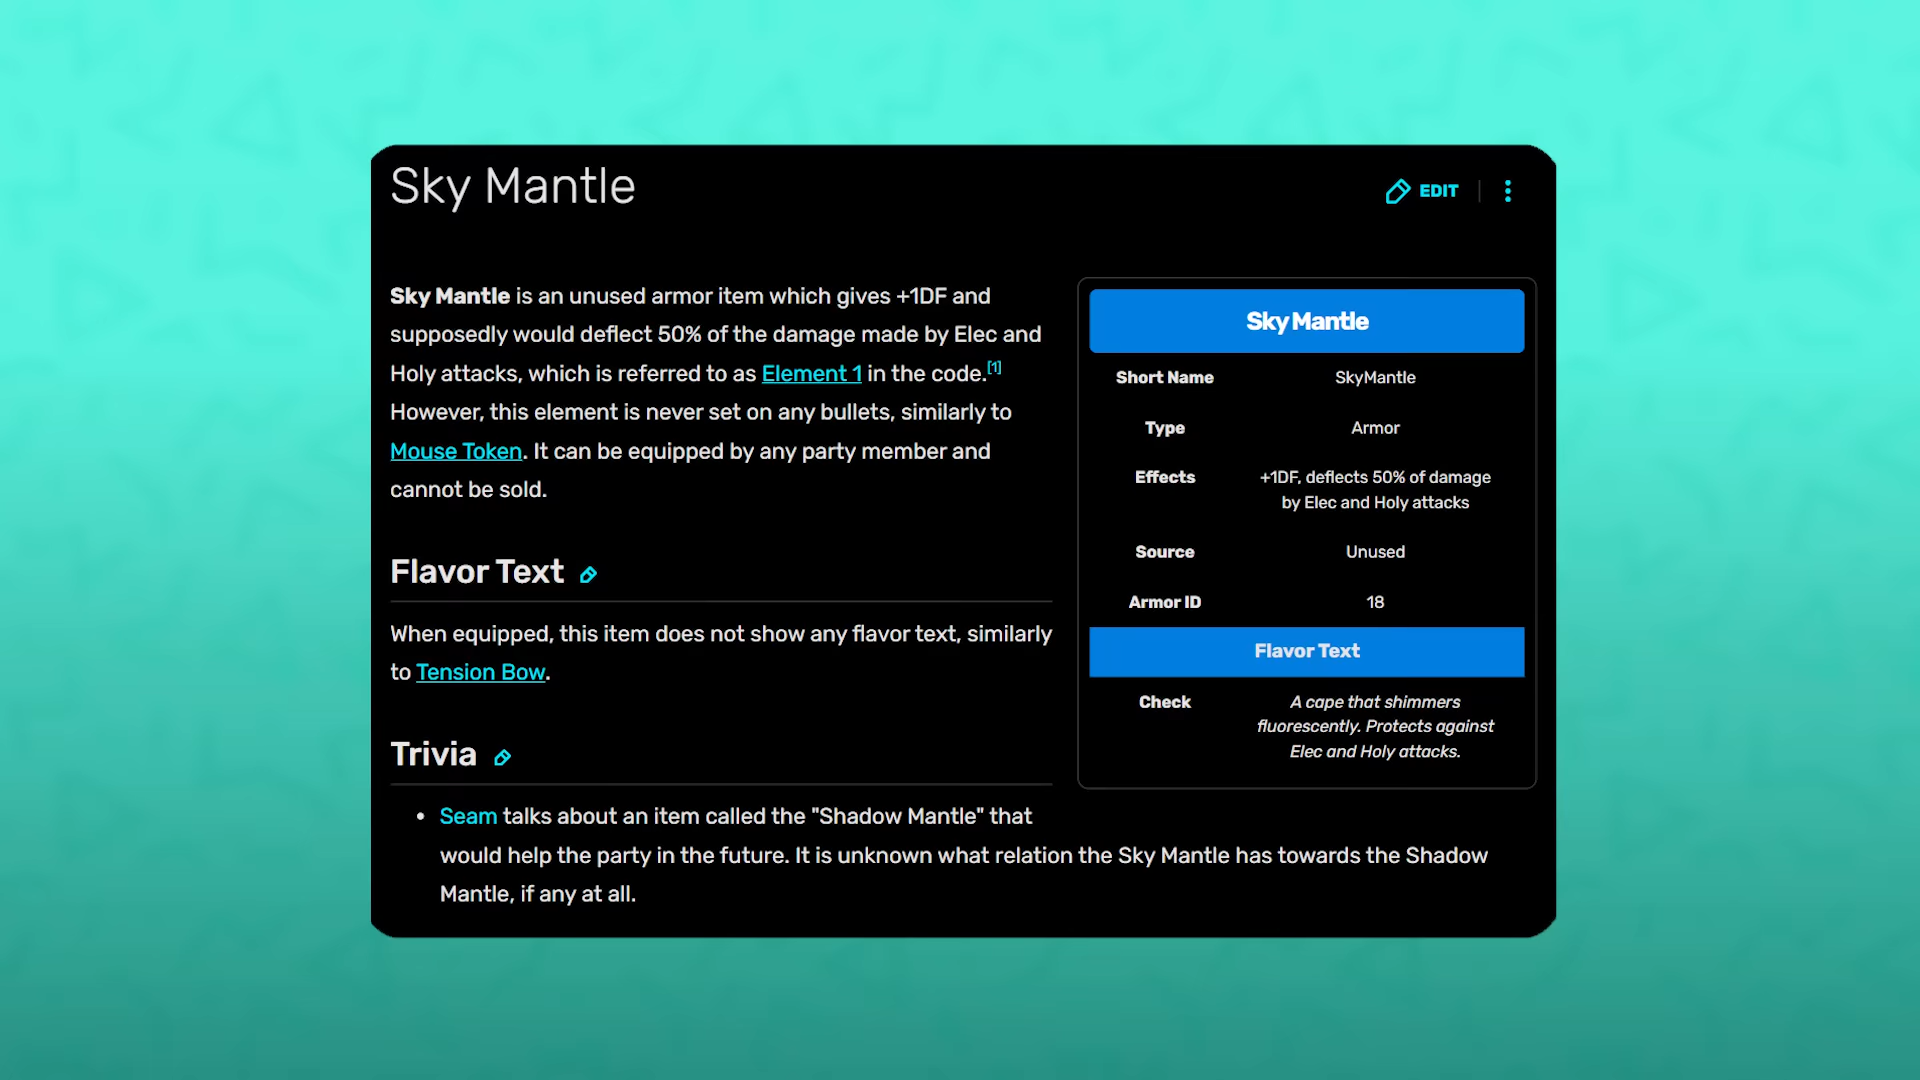 Sky Mantle
EDIT
Sky Mantle is an unused armor item which gives +1DF and
supposedly would deflect 50% of the damage made by Elec and
Holy attacks, which is referred to as Element 1 in the code.[1]
However, this element is never set on any bullets, similarly to
Mouse Token. It can be equipped by any party member and
cannot be sold.
Flavor Text
When equipped, this item does not show any flavor text, similarly
to Tension Bow.
Trivia
• Seam talks about an item called the "Shadow Mantle" that
would help the party in the future. It is unknown what relation the Sky Mantle has towards the Shadow
Mantle, if any at all.
Sky Mantle
Short Name SkyMantle
Type Armor
Effects +1DF, deflects 50% of damage
by Elec and Holy attacks
Source Unused
Armor ID 18
Flavor Text
Check A cape that shimmers
fluorescently. Protects against
Elec and Holy attacks.